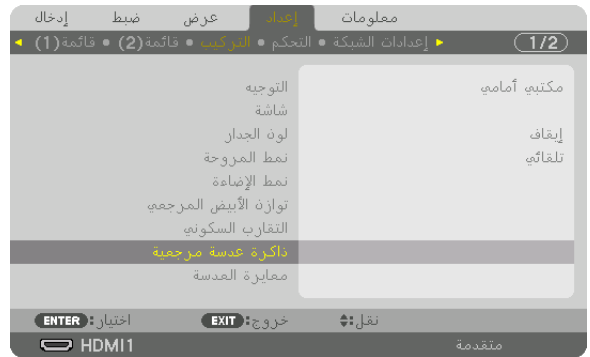 إدخال ضبط عرض إعداد معلومات
قائمة(1) • قائمة(2) • التركيب • التحكم • إعدادات الشبكة 1/2
التوجيه مكتبي أمامي
شاشة
لون الجدار إيقاف
نمط المروحة تلقائي
نمط الإضاءة
توازن الأبيض المرجعي
التقارب السكوني
ذاكرة عدسة مرجعية
معايرة العدسة
ENTER:اختيار EXIT:خروج نقل:
HDMI1 متقدمة